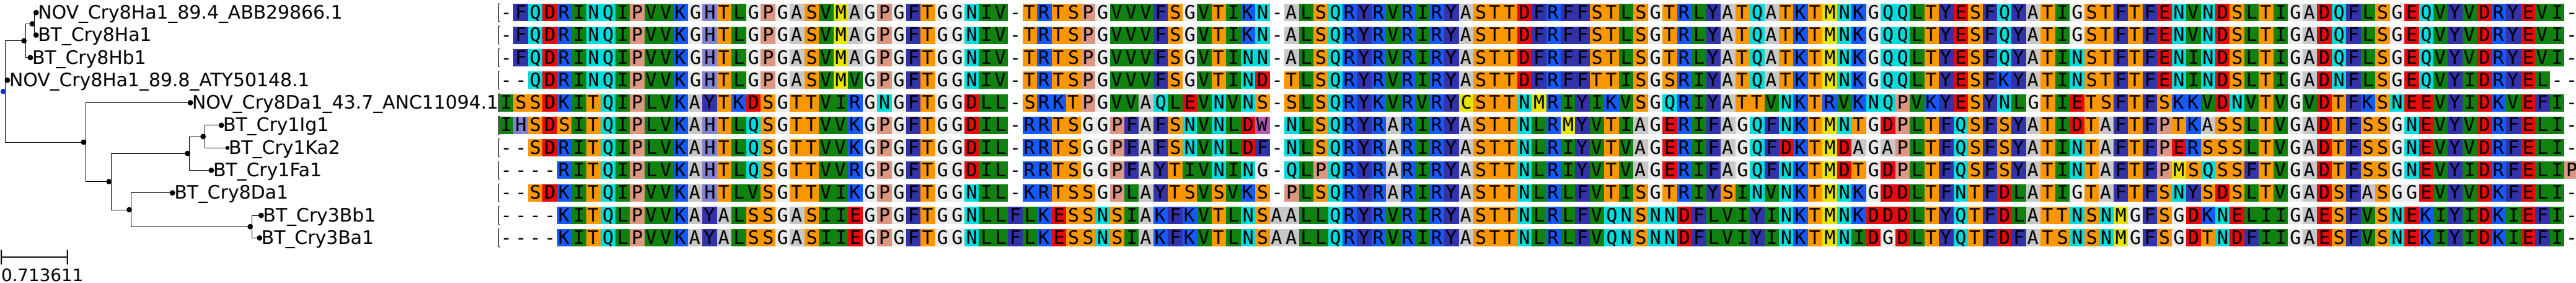 NOV_Cry8Ha1_89.4_ABB29866.1 -FQDRINQIPVVKGHTLGPGASVMAGPGFTGGNIV-TRTSPGVVVFSGVTIKN-ALSQRYRVRIRYASTTDFRFFSTLSGTRLYATQATKTMNKGQQLTYESFQYATIGSTFTFENVNDSLTIGADQFLSGEQVYVDRYEVI-
BT_Cry8Ha1 -FQDRINQIPVVKGHTLGPGASVMAGPGFTGGNIV-TRTSPGVVVFSGVTIKN-ALSQRYRVRIRYASTTDFRFFSTLSGTRLYATQATKTMNKGQQLTYESFQYATIGSTFTFENVNDSLTIGADQFLSGEQVYVDRYEVI-
BT_Cry8Hb1 -FQDRINQIPVVKGHTLGPGASVMAGPGFTGGNIV-TRTSPGVVVFSGVTINN-ALSQRYRVRIRYASTTDFRFFSTLSGTRLYATQATKTMNKGQQLTYESFQYATINSTFTFENINDSLTIGADQFLSGEQVYVDRYEVI-
NOV_Cry8Ha1_89.8_ATY50148.1 --QDRINQIPVVKGHTLGPGASVMVGPGFTGGNIV-TRTSPGVVVFSGVTIND-TLSQRYRVRIRYASTTDFRFFTTISGSRIYATQATKTMNKGQQLTYESFKYATINSTFTFENINDSLTIGADNFLSGEQVYIDRYEL--
NOV_Cry8Da1_43.7_ANC11094.1 ISSDKITQIPLVKAYTKDSGTTVIRGNGFTGGDLL-SRKTPGVVAQLEVNVNS-SLSQRYKVRVRYCSTTNMRIYIKVSGQRIYATTVNKTRVKNQPVKYESYNLGTIETSFTFSKKVDNVTVGVDTFKSNEEVYIDKVEFI-
BT_Cry1Ig1 IHSDSITQIPLVKAHTLQSGTTVVKGPGFTGGDIL-RRTSGGPFAFSNVNLDW-NLSQRYRARIRYASTTNLRMYVTIAGERIFAGQFNKTMNTGDPLTFQSFSYATIDTAFTFPTKASSLTVGADTFSSGNEVYVDRFELI-
BT_Cry1Ka2 --SDRITQIPLVKAHTLQSGTTVVKGPGFTGGDIL-RRTSGGPFAFSNVNLDF-NLSQRYRARIRYASTTNLRIYVTVAGERIFAGQFDKTMDAGAPLTFQSFSYATINTAFTFPERSSSLTVGADTFSSGNEVYVDRFELI-
BT_Cry1Fa1 ----RITQIPLVKAHTLQSGTTVVRGPGFTGGDIL-RRTSGGPFAYTIVNING-QLPQRYRARIRYASTTNLRIYVTVAGERIFAGQFNKTMDTGDPLTFQSFSYATINTAFTFPMSQSSFTVGADTFSSGNEVYIDRFELIP
BT_Cry8Da1 --SDKITQIPLVKAHTLVSGTTVIKGPGFTGGNIL-KRTSSGPLAYTSVSVKS-PLSQRYRARIRYASTTNLRLFVTISGTRIYSINVNKTMNKGDDLTFNTFDLATIGTAFTFSNYSDSLTVGADSFASGGEVYVDKFELI-
BT_Cry3Bb1 ----KITQLPVVKAYALSSGASIIEGPGFTGGNLLFLKESSNSIAKFKVTLNSAALLQRYRVRIRYASTTNLRLFVQNSNNDFLVIYINKTMNKDDDLTYQTFDLATTNSNMGFSGDKNELIIGAESFVSNEKIYIDKIEFI-
BT_Cry3Ba1 ----KITQLPVVKAYALSSGASIIEGPGFTGGNLLFLKESSNSIAKFKVTLNSAALLQRYRVRIRYASTTNLRLFVQNSNNDFLVIYINKTMNIDGDLTYQTFDFATSNSNMGFSGDTNDFIIGAESFVSNEKIYIDKIEFI-
0.713611